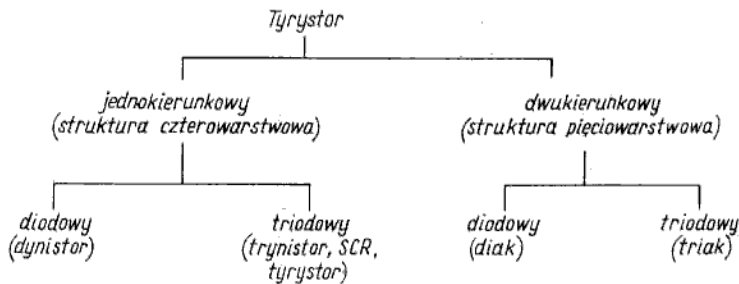 Tyrystor
jednokierunkowy
(struktura czterowarstwowa)
dwukierunkowy
(struktura pięciowarstwowa)
diodowy
(dynistor)
triodowy
(trynistor, SCR,
tyrystor)
diodowy
(diak)
triodowy
(triak)